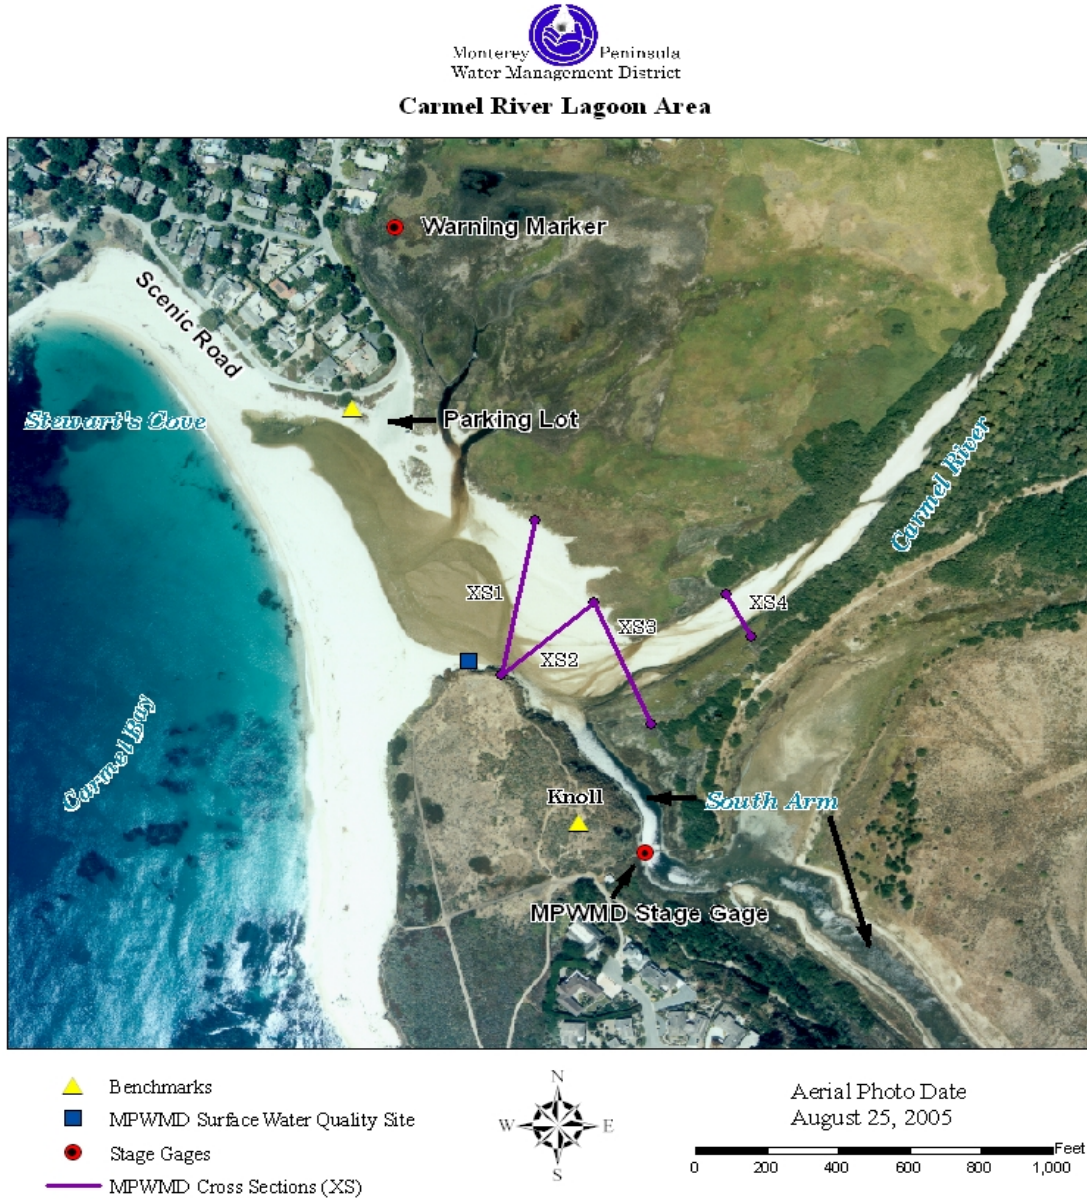 Monterey Peninsula
Water Management District
Carmel River Lagoon Area
Warning Marker
Scenic Road
Stewart's Cove
Parking Lot
Carmel River
XS1
XS4
XS3
XS2
Carmel Bay
Knoll
South Arm
MPWMD Stage Gage
Benchmarks
MPWMD Surface Water Quality Site
Stage Gages
MPWMD Cross Sections (XS)
N
W E
S
Aerial Photo Date
August 25, 2005
Feet
0 200 400 600 800 1,000